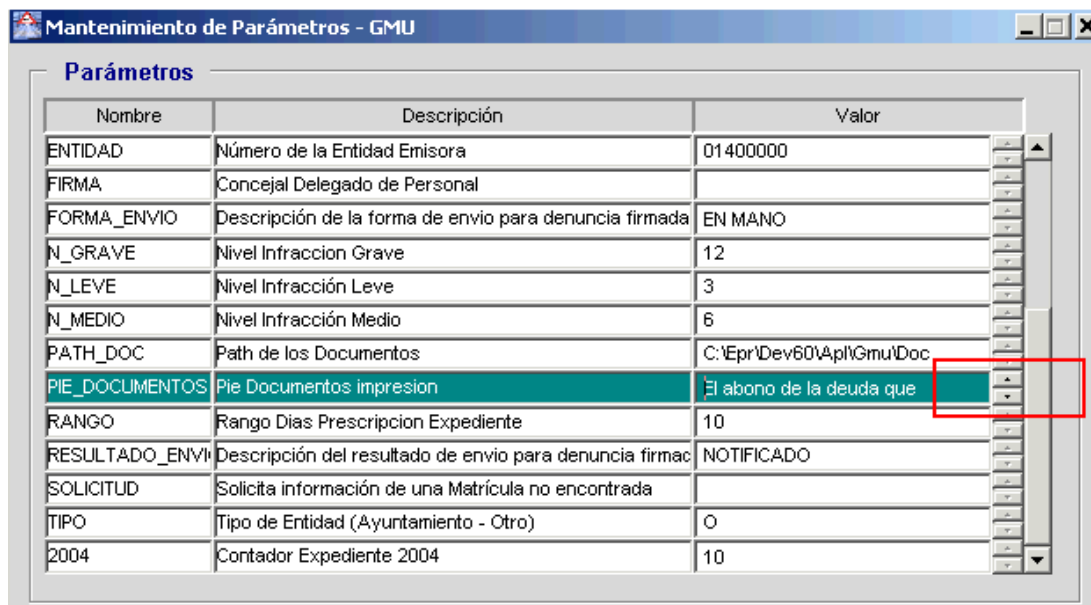 Mantenimiento de Parámetros - GMU
Parámetros
Nombre Descripción Valor
ENTIDAD Número de la Entidad Emisora 01400000
FIRMA Concejal Delegado de Personal
FORMA_ENVIO Descripción de la forma de envio para denuncia firmada EN MANO
N_GRAVE Nivel Infraccion Grave 12
N_LEVE Nivel Infracción Leve 3
N_MEDIO Nivel Infracción Medio 6
PATH_DOC Path de los Documentos C:\Epr\Dev60\Apl\Gmu\Doc
PIE_DOCUMENTOS Pie Documentos impresion El abono de la deuda que
RANGO Rango Dias Prescripcion Expediente 10
RESULTADO_ENVI Descripción del resultado de envio para denuncia firmac NOTIFICADO
SOLICITUD Solicita información de una Matrícula no encontrada
TIPO Tipo de Entidad (Ayuntamiento - Otro) O
2004 Contador Expediente 2004 10